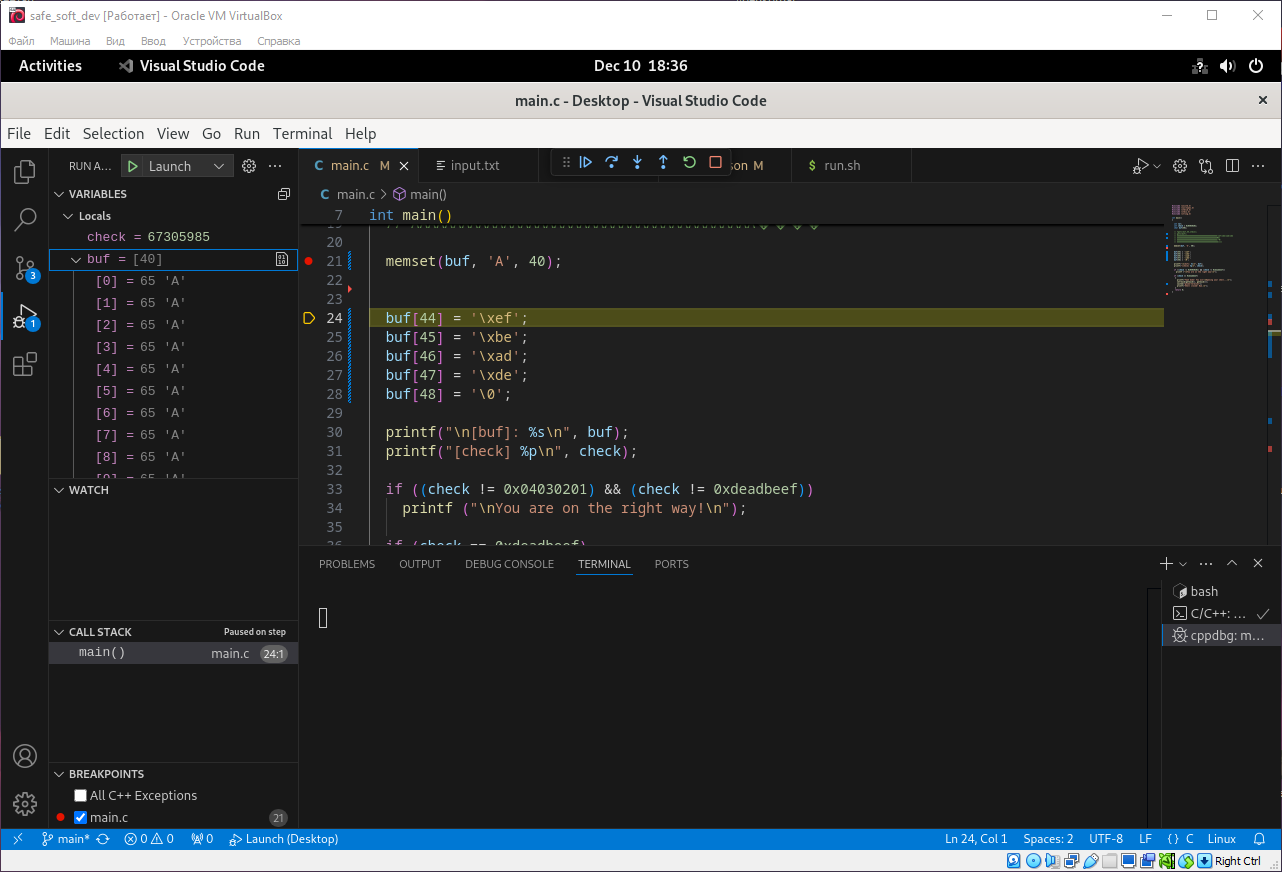 safe_soft_dev [Работает] - Oracle VM VirtualBox
Файл Машина Вид Ввод Устройства Справка
Activities Visual Studio Code Dec 10 18:36
main.c - Desktop - Visual Studio Code
File Edit Selection View Go Run Terminal Help
RUN A... Launch
main.c M input.txt son M run.sh
main.c > main()
VARIABLES
Locals
check = 67305985
buf = [40]
[0] = 65 'A'
[1] = 65 'A'
[2] = 65 'A'
[3] = 65 'A'
[4] = 65 'A'
[5] = 65 'A'
[6] = 65 'A'
[7] = 65 'A'
[8] = 65 'A'
[9] = 65 'A'
WATCH
CALL STACK Paused on step
main() main.c 24:1
BREAKPOINTS
All C++ Exceptions
main.c 21
3
1
7 int main()
20
21 memset(buf, 'A', 40);
22
23
24 buf[44] = '\xef';
25 buf[45] = '\xbe';
26 buf[46] = '\xad';
27 buf[47] = '\xde';
28 buf[48] = '\0';
29
30 printf("\n[buf]: %s\n", buf);
31 printf("[check] %p\n", check);
32
33 if ((check != 0x04030201) && (check != 0xdeadbeef))
34 printf ("\nYou are on the right way!\n");
35
36 if (check == 0xdeadbeef)
PROBLEMS OUTPUT DEBUG CONSOLE TERMINAL PORTS
bash
C/C++: ...
cppdbg: m...
main* 0 0 0 Launch (Desktop) Ln 24, Col 1 Spaces: 2 UTF-8 LF {} C Linux
Right Ctrl